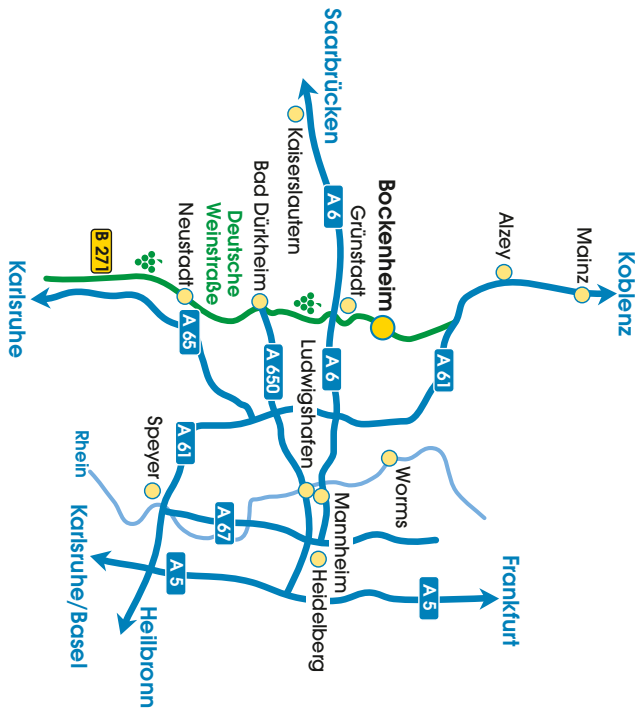 Koblenz
Mainz
Frankfurt
Alzey
A 61
A 5
Worms
Bockenheim
Grünstadt
Mannheim
Saarbrücken
A 6
A 6
Heidelberg
Ludwigshafen
Kaiserslautern
A 650
Bad Dürkheim
Deutsche
Weinstraße
A 67
A 65
Neustadt
A 61
A 5
Speyer
Heilbronn
B 271
Rhein
Karlsruhe/Basel
Karlsruhe